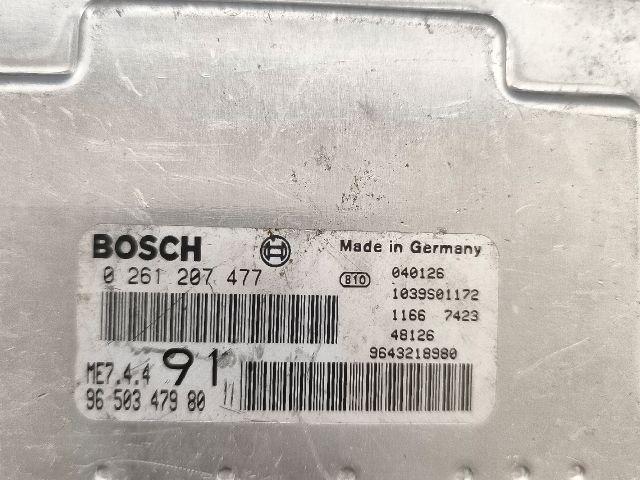 BOSCH
Made in Germany
0 261 207 477
810
040126
1039S01172
1166 7423
48126
9643218980
ME7.4.4 91
96 503 479 80